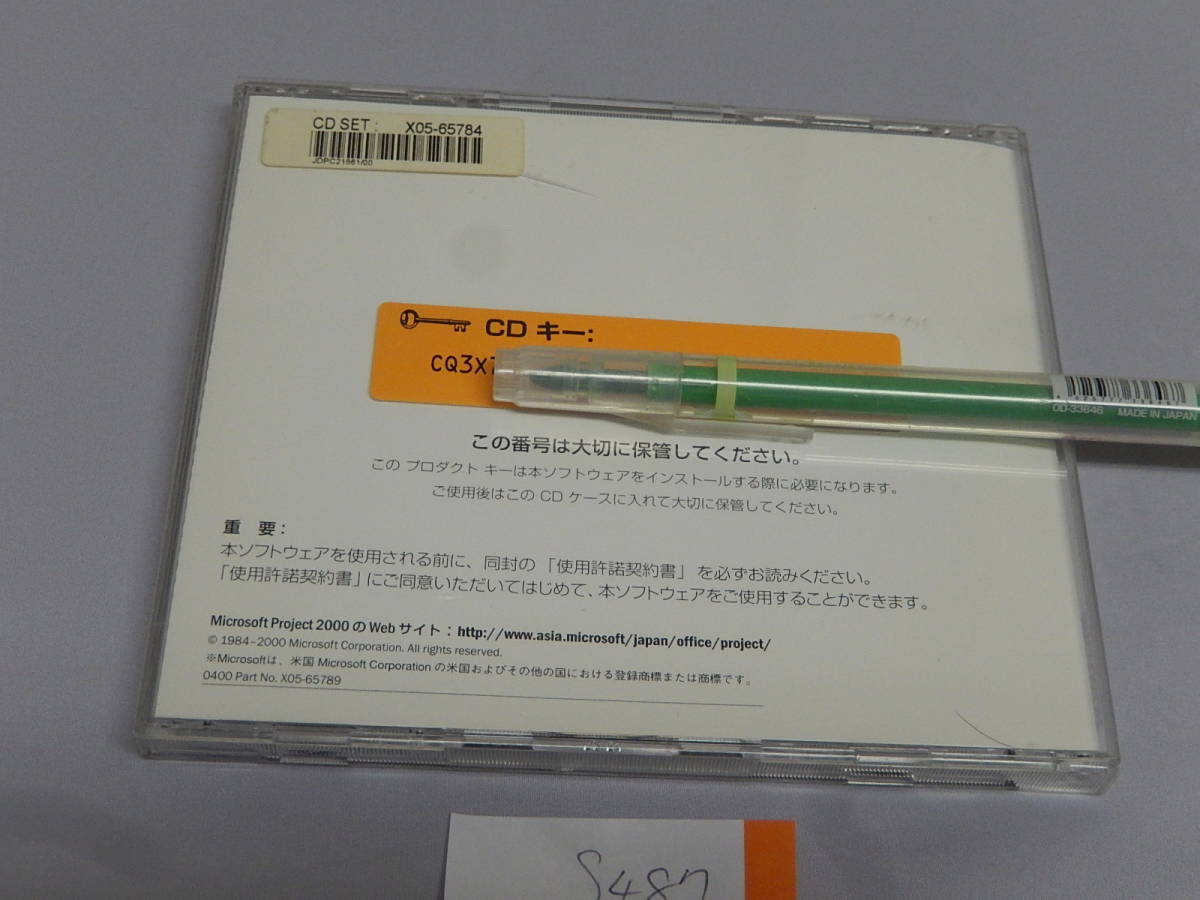 CD SET : X05-65784
JDPC21961/00
CD キー:
CQ3X7
DD-33646 MADE IN JAPAN
この番号は大切に保管してください。
この プロダクト キーは本ソフトウェアをインストールする際に必要になります。
ご使用後はこの CD ケースに入れて大切に保管してください。
重 要:
本ソフトウェアを使用される前に、同封の「使用許諾契約書」を必ずお読みください。
「使用許諾契約書」にご同意いただいてはじめて、本ソフトウェアをご使用することができます。
Microsoft Project 2000 の Web サイト : http://www.asia.microsoft/japan/office/project/
© 1984-2000 Microsoft Corporation. All rights reserved.
※Microsoftは、米国 Microsoft Corporation の米国およびその他の国における登録商標または商標です。
0400 Part No. X05-65789
S487